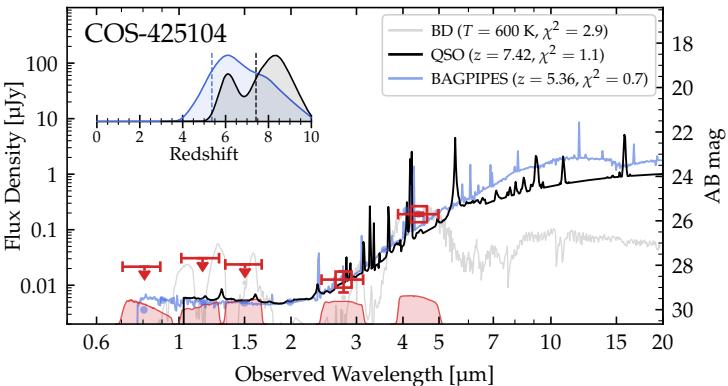 COS-425104
BD (T = 600 K, χ² = 2.9)
QSO (z = 7.42, χ² = 1.1)
BAGPIPES (z = 5.36, χ² = 0.7)
0 2 4 6 8 10
Redshift
100
10
1
0.1
0.01
Flux Density [μJy]
18
20
22
24
26
28
30
AB mag
0.6 1 1.5 2 3 4 5 7 10 15 20
Observed Wavelength [μm]